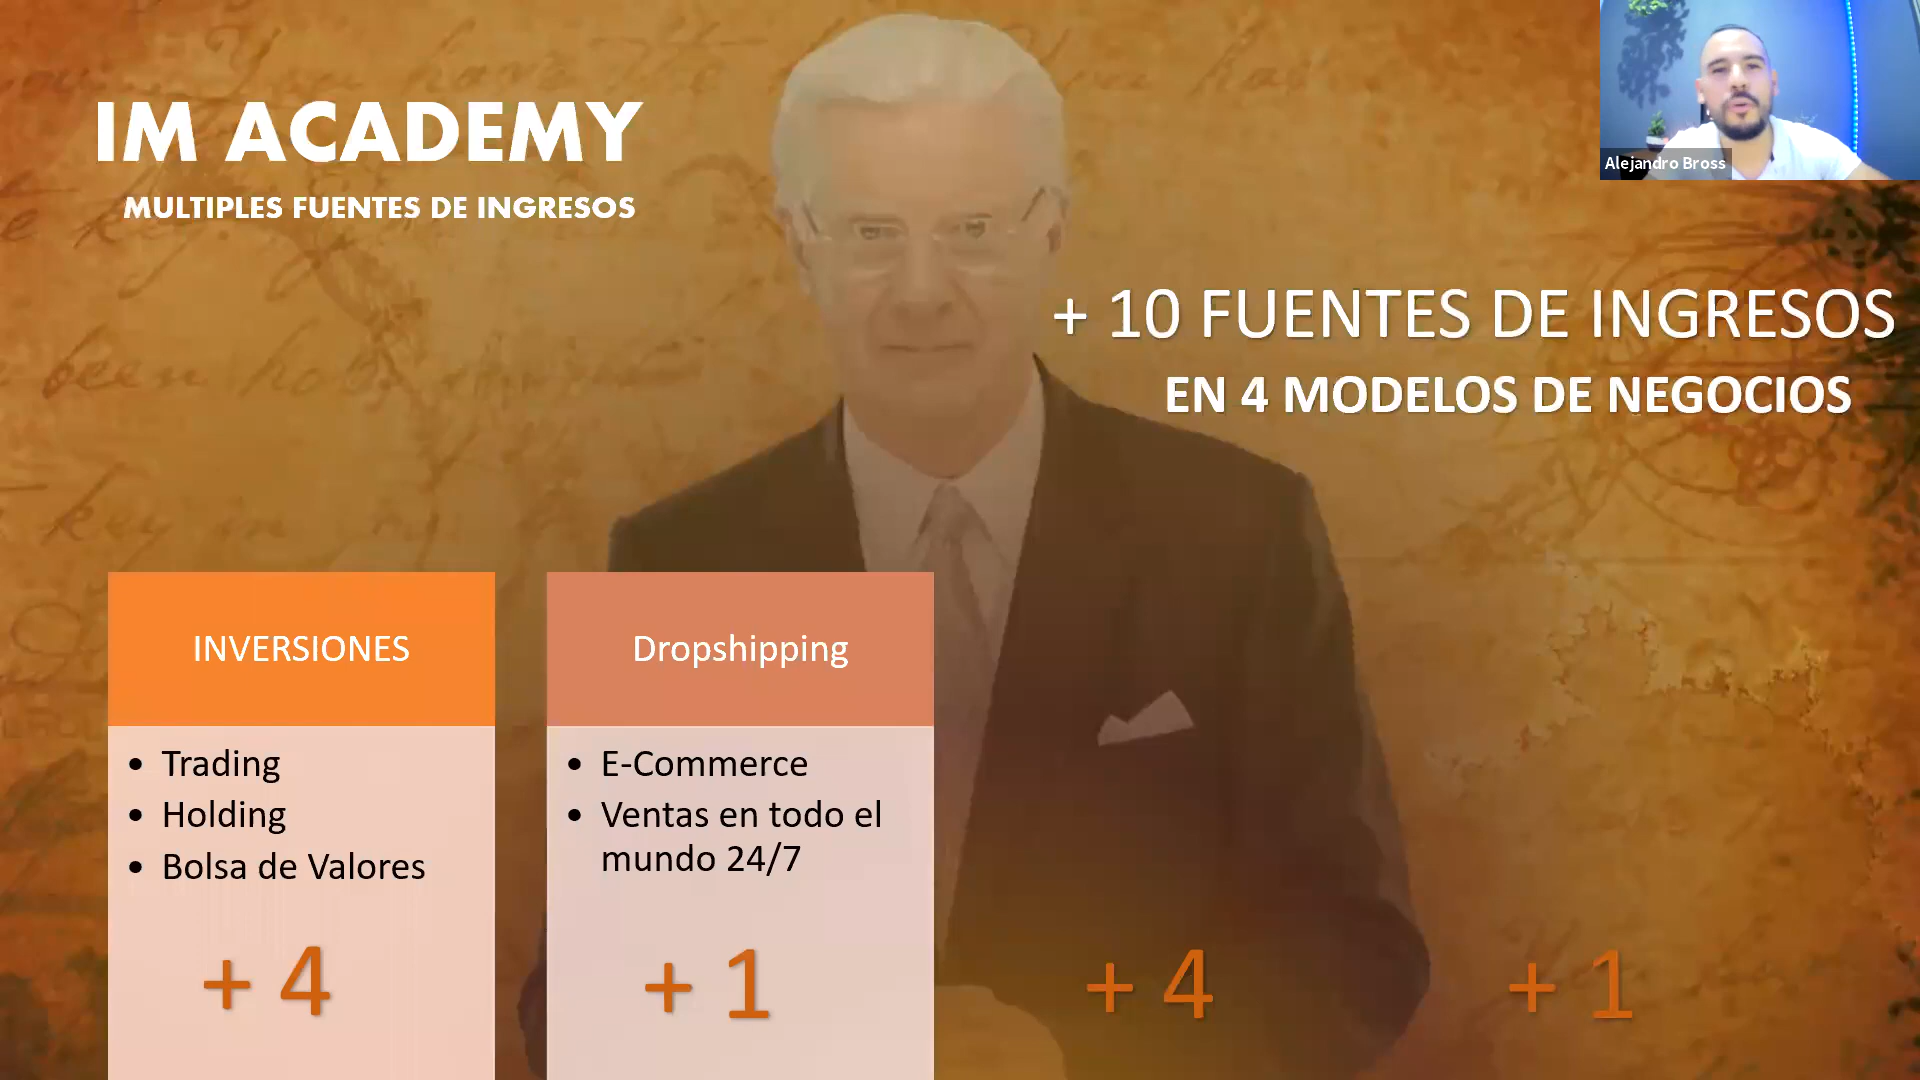 IM ACADEMY
MULTIPLES FUENTES DE INGRESOS
Alejandro Bross
+ 10 FUENTES DE INGRESOS
EN 4 MODELOS DE NEGOCIOS
INVERSIONES
• Trading
• Holding
• Bolsa de Valores
+ 4
Dropshipping
• E-Commerce
• Ventas en todo el
mundo 24/7
+ 1
+ 4
+ 1